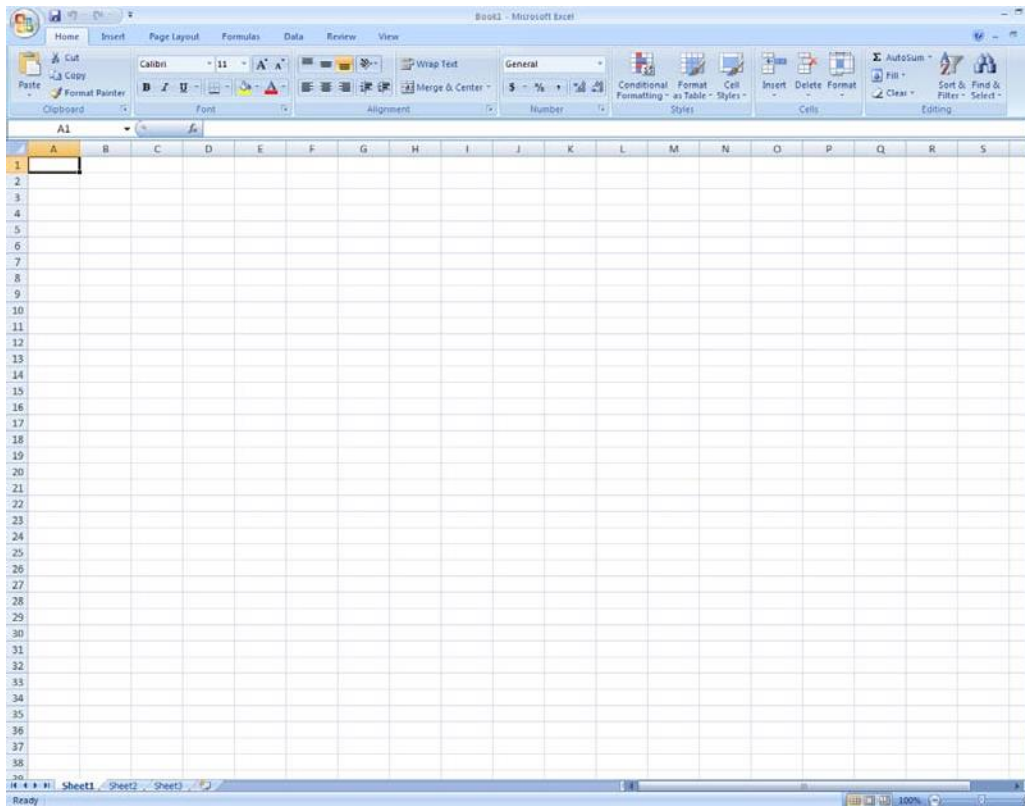 Book1 - Microsoft Excel
Home Insert Page Layout Formulas Data Review View
Paste
Cut
Copy
Format Painter
Clipboard
Calibri 11 A A
B I U A
Font
Wrap Text
Merge & Center
Alignment
General
$ % ,
Number
Conditional Formatting
Format as Table
Cell Styles
Styles
Insert Delete Format
Cells
Σ AutoSum
Fill
Clear
Sort & Filter
Find & Select
Editing
A1 fx
A B C D E F G H I J K L M N O P Q R S
1
2
3
4
5
6
7
8
9
10
11
12
13
14
15
16
17
18
19
20
21
22
23
24
25
26
27
28
29
30
31
32
33
34
35
36
37
38
Sheet1 Sheet2 Sheet3
Ready 100%